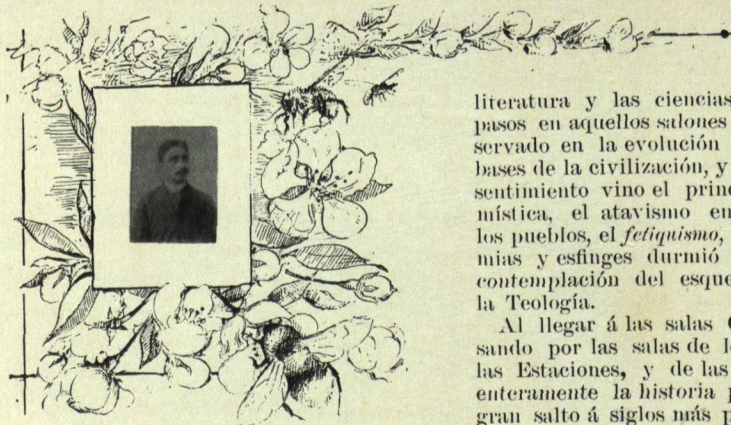 literatura y las ciencias
pasos en aquellos salones
servado en la evolución
bases de la civilización, y
sentimiento vino el princ
mística, el atavismo en
los pueblos, el fetiquismo,
mias y esfinges durmió
contemplación del esque
la Teología.
Al llegar á las salas
sando por las salas de l
las Estaciones, y de las
enteramente la historia p
gran salto á siglos más p